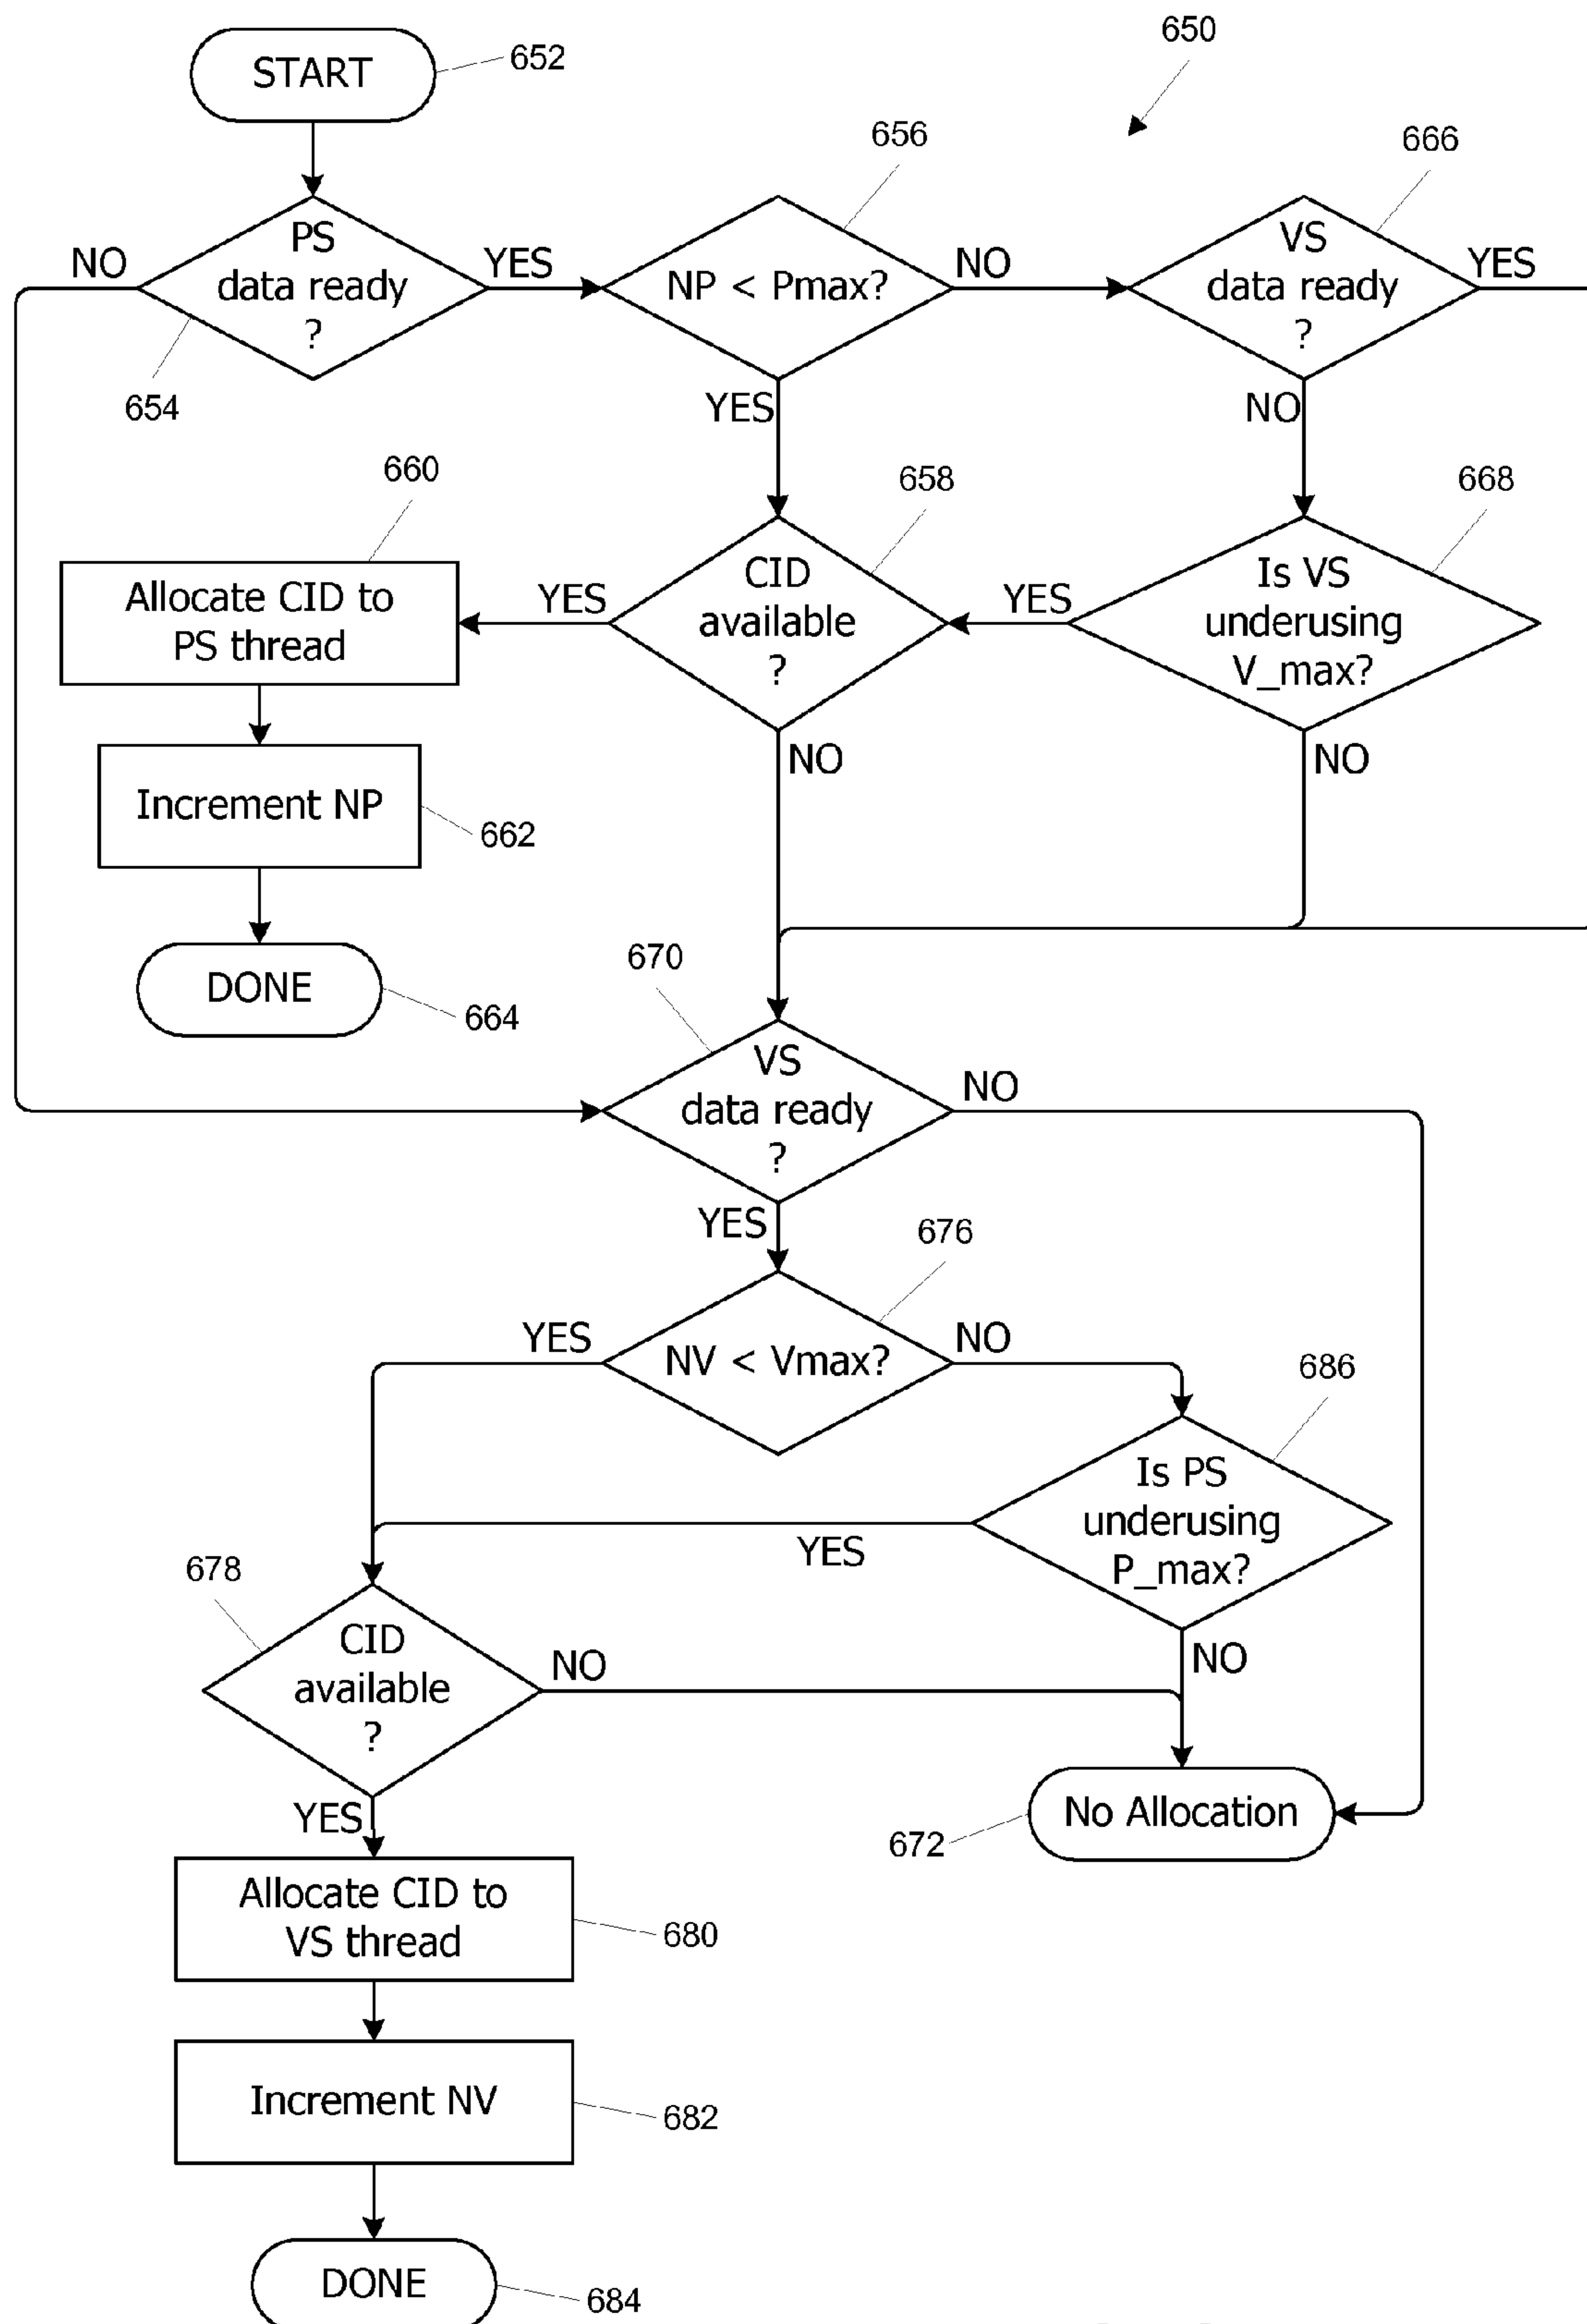 650
START
652
656
666
PS
data ready
?
NO
YES
654
NP < Pmax?
NO
YES
VS
data ready
?
YES
NO
660
658
668
Allocate CID to
PS thread
YES
CID
available
?
YES
NO
Is VS
underusing
V_max?
NO
Increment NP
662
DONE
664
670
VS
data ready
?
NO
YES
676
YES
NV < Vmax?
NO
686
Is PS
underusing
P_max?
YES
NO
678
CID
available
?
NO
YES
No Allocation
672
Allocate CID to
VS thread
680
Increment NV
682
DONE
684